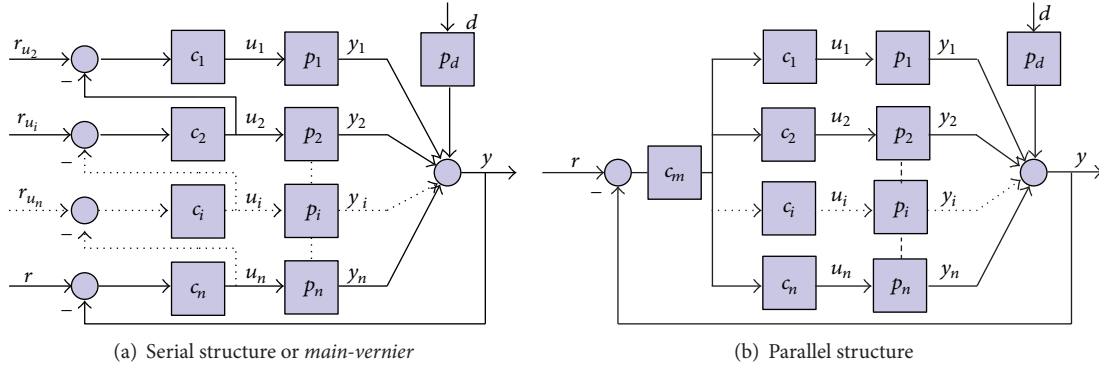 d
r_{u_2} − c_1 u_1 p_1 y_1 p_d
r_{u_i} − c_2 u_2 p_2 y_2
y
r_{u_n} − c_i u_i p_i y_i
r − c_n u_n p_n y_n
(a) Serial structure or main-vernier
d
c_1 u_1 p_1 y_1 p_d
c_2 u_2 p_2 y_2
r − c_m y
c_i u_i p_i y_i
c_n u_n p_n y_n
(b) Parallel structure